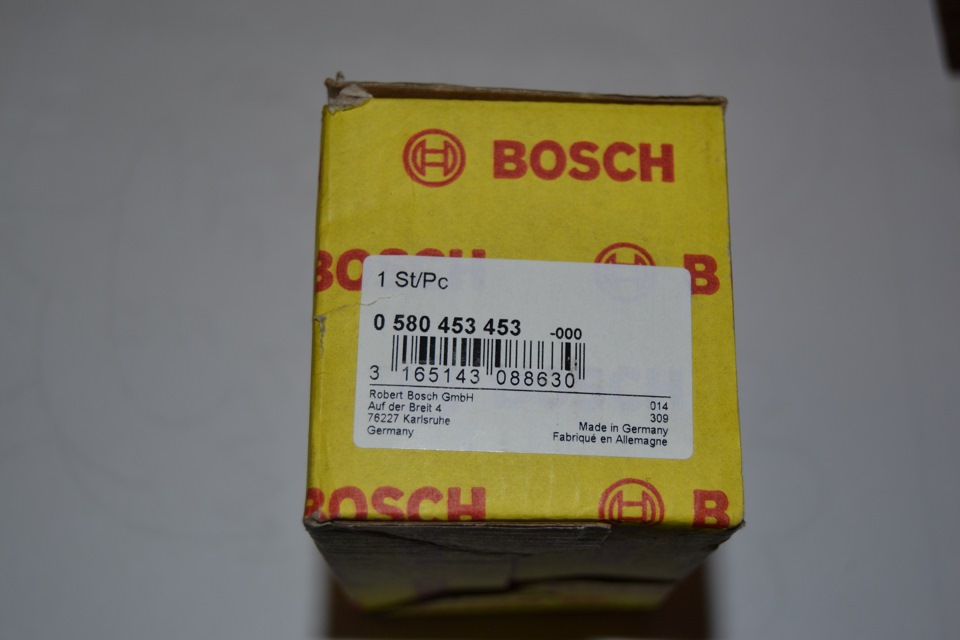 BOSCH
BOSCH B
1 St/Pc
0 580 453 453 -000
3 165143 088630
Robert Bosch GmbH
Auf der Breit 4
76227 Karlsruhe
Germany
014
309
Made in Germany
Fabriqué en Allemagne
BOSCH B